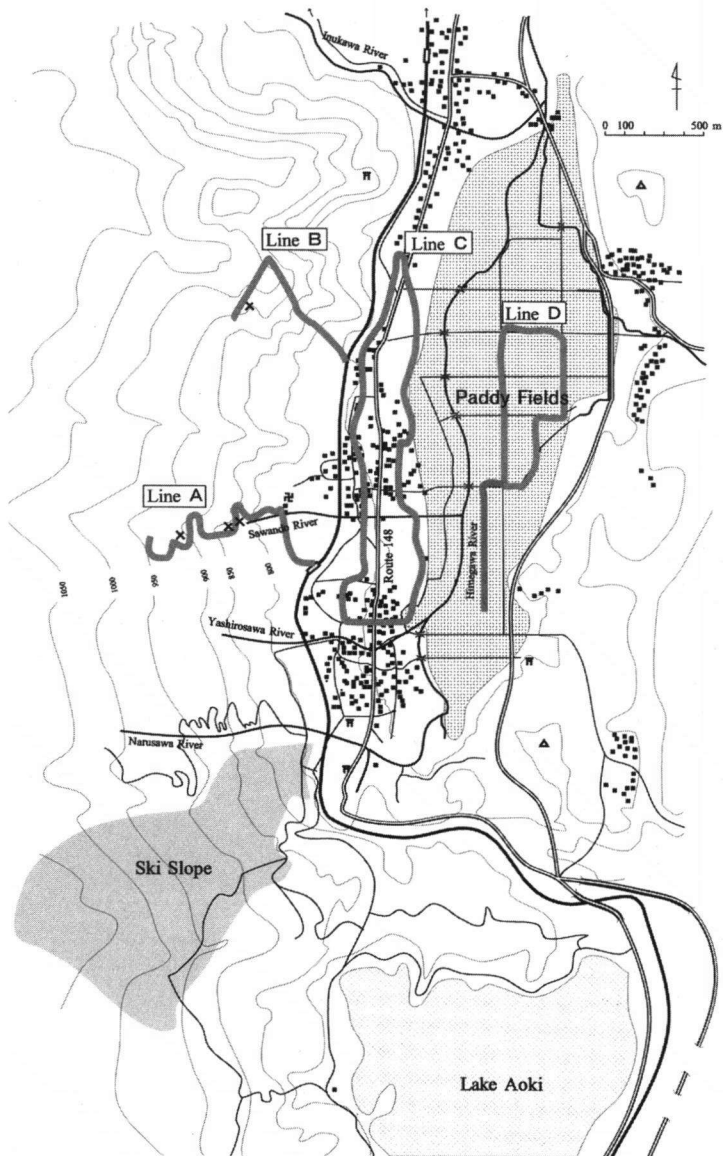 Inukawa River
0 100 500 m
Line B
Line C
Line D
Paddy Fields
Line A
Sawando River
Route 148
Himegawa River
1050
1000
950
900
850
800
Yashirosawa River
Narusawa River
Ski Slope
Lake Aoki